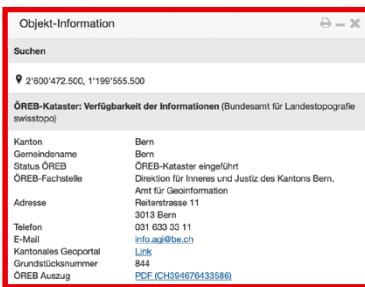 Objekt-Information
Suchen
2'600'472.500, 1'199'555.500
ÖREB-Kataster: Verfügbarkeit der Informationen (Bundesamt für Landestopografie
swisstopo)
Kanton Bern
Gemeindename Bern
Status ÖREB ÖREB-Kataster eingeführt
ÖREB-Fachstelle Direktion für Inneres und Justiz des Kantons Bern,
Amt für Geoinformation
Adresse Reiterstrasse 11
3013 Bern
Telefon 031 633 33 11
E-Mail info.agi@be.ch
Kantonales Geoportal Link
Grundstücksnummer 844
ÖREB Auszug PDF (CH394676433586)